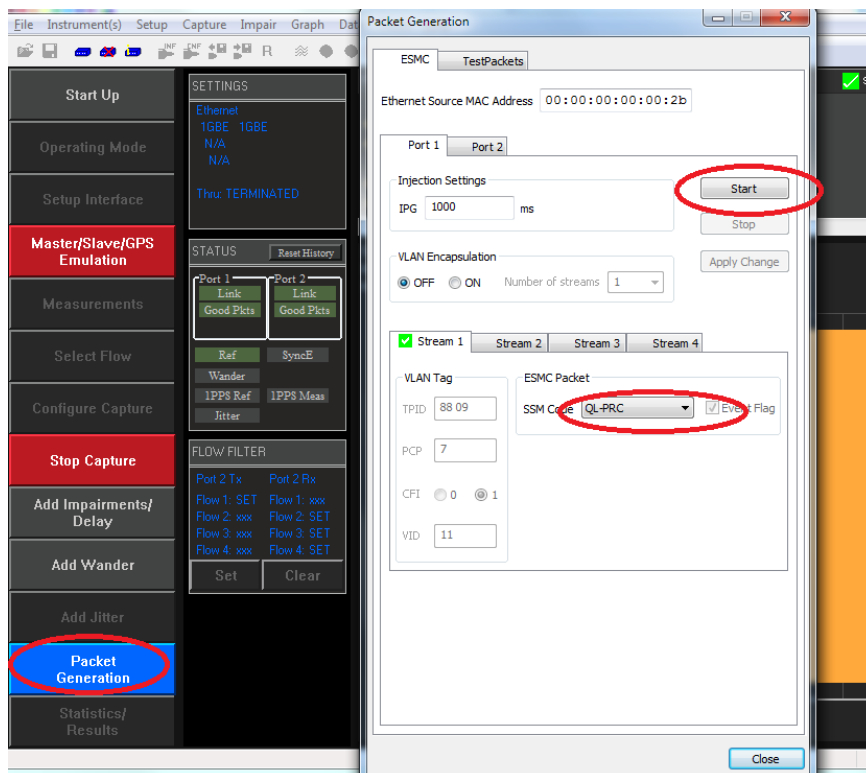 File Instrument(s) Setup Capture Impair Graph Dat
INF INF R
Start Up
Operating Mode
Setup Interface
Master/Slave/GPS
Emulation
Measurements
Select Flow
Configure Capture
Stop Capture
Add Impairments/
Delay
Add Wander
Add Jitter
Packet
Generation
Statistics/
Results
SETTINGS
Ethernet
1GBE 1GBE
N/A
N/A
Thru: TERMINATED
STATUS Reset History
Port 1 Port 2
Link Link
Good Pkts Good Pkts
Ref SyncE
Wander
1PPS Ref 1PPS Meas
Jitter
FLOW FILTER
Port 2 Tx Port 2 Rx
Flow 1: SET Flow 1: xxx
Flow 2: xxx Flow 2: SET
Flow 3: xxx Flow 3: SET
Flow 4: xxx Flow 4: SET
Set Clear
Packet Generation
ESMC TestPackets
Ethernet Source MAC Address 00:00:00:00:00:2b
Port 1 Port 2
Injection Settings
IPG 1000 ms
Start
Stop
Apply Change
VLAN Encapsulation
OFF ON Number of streams 1
Stream 1 Stream 2 Stream 3 Stream 4
VLAN Tag
TPID 88 09
PCP 7
CFI 0 1
VID 11
ESMC Packet
SSM Code QL-PRC Event Flag
Close